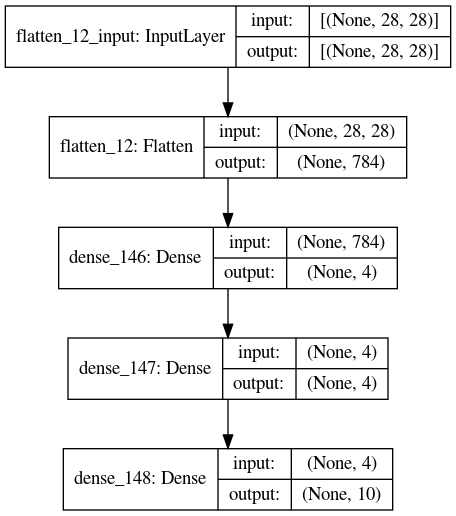 flatten_12_input: InputLayer
input:
[(None, 28, 28)]
output:
[(None, 28, 28)]
flatten_12: Flatten
input:
(None, 28, 28)
output:
(None, 784)
dense_146: Dense
input:
(None, 784)
output:
(None, 4)
dense_147: Dense
input:
(None, 4)
output:
(None, 4)
dense_148: Dense
input:
(None, 4)
output:
(None, 10)